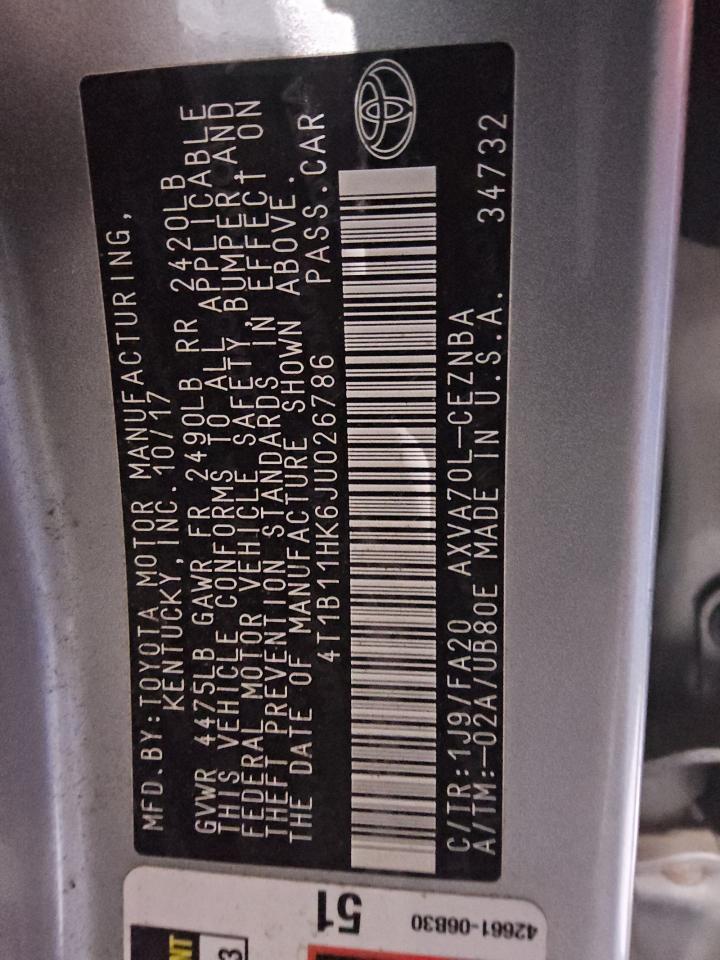 MFD.BY:TOYOTA MOTOR MANUFACTURING,
KENTUCKY, INC. 10/17
GVWR 4475LB GAWR FR 2490LB RR 2420LB
THIS VEHICLE CONFORMS TO ALL APPLICABLE
FEDERAL MOTOR VEHICLE SAFETY, BUMPER, AND
THEFT PREVENTION STANDARDS IN EFFECT ON
THE DATE OF MANUFACTURE SHOWN ABOVE.
4T1B11HK6JU026786 PASS.CAR
C/TR:1J9/FA20 AXVA70L-CEZNBA
A/TM:-02A/UB80E MADE IN U.S.A. 34732
51
42661-06B30
NT
3